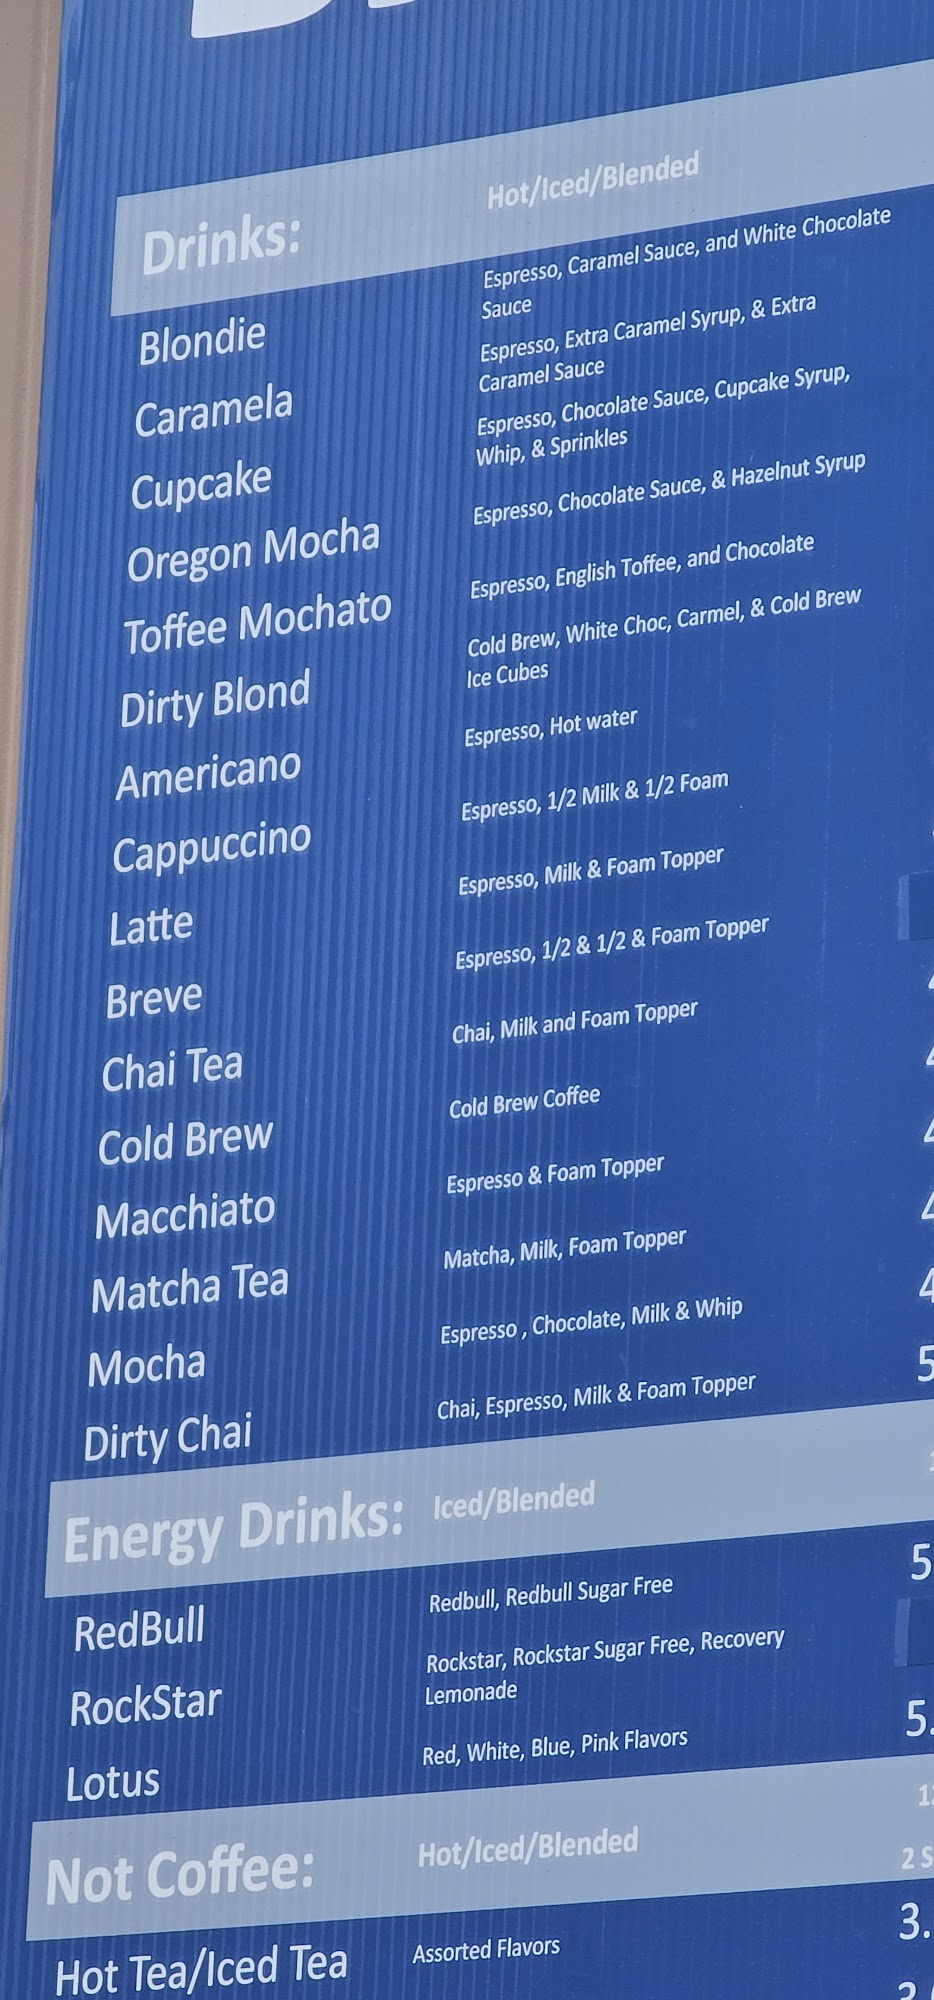 Drinks: Hot/Iced/Blended
Blondie Espresso, Caramel Sauce, and White Chocolate
Sauce
Caramela Espresso, Extra Caramel Syrup, & Extra
Caramel Sauce
Cupcake Espresso, Chocolate Sauce, Cupcake Syrup,
Whip, & Sprinkles
Oregon Mocha Espresso, Chocolate Sauce, & Hazelnut Syrup
Toffee Mochato Espresso, English Toffee, and Chocolate
Dirty Blond Cold Brew, White Choc, Carmel, & Cold Brew
Ice Cubes
Americano Espresso, Hot water
Cappuccino Espresso, 1/2 Milk & 1/2 Foam
Latte Espresso, Milk & Foam Topper
Breve Espresso, 1/2 & 1/2 & Foam Topper
Chai Tea Chai, Milk and Foam Topper
Cold Brew Cold Brew Coffee
Macchiato Espresso & Foam Topper
Matcha Tea Matcha, Milk, Foam Topper
Mocha Espresso , Chocolate, Milk & Whip
Dirty Chai Chai, Espresso, Milk & Foam Topper
Energy Drinks: Iced/Blended
RedBull Redbull, Redbull Sugar Free
RockStar Rockstar, Rockstar Sugar Free, Recovery
Lemonade
Lotus Red, White, Blue, Pink Flavors
Not Coffee: Hot/Iced/Blended
Hot Tea/Iced Tea Assorted Flavors